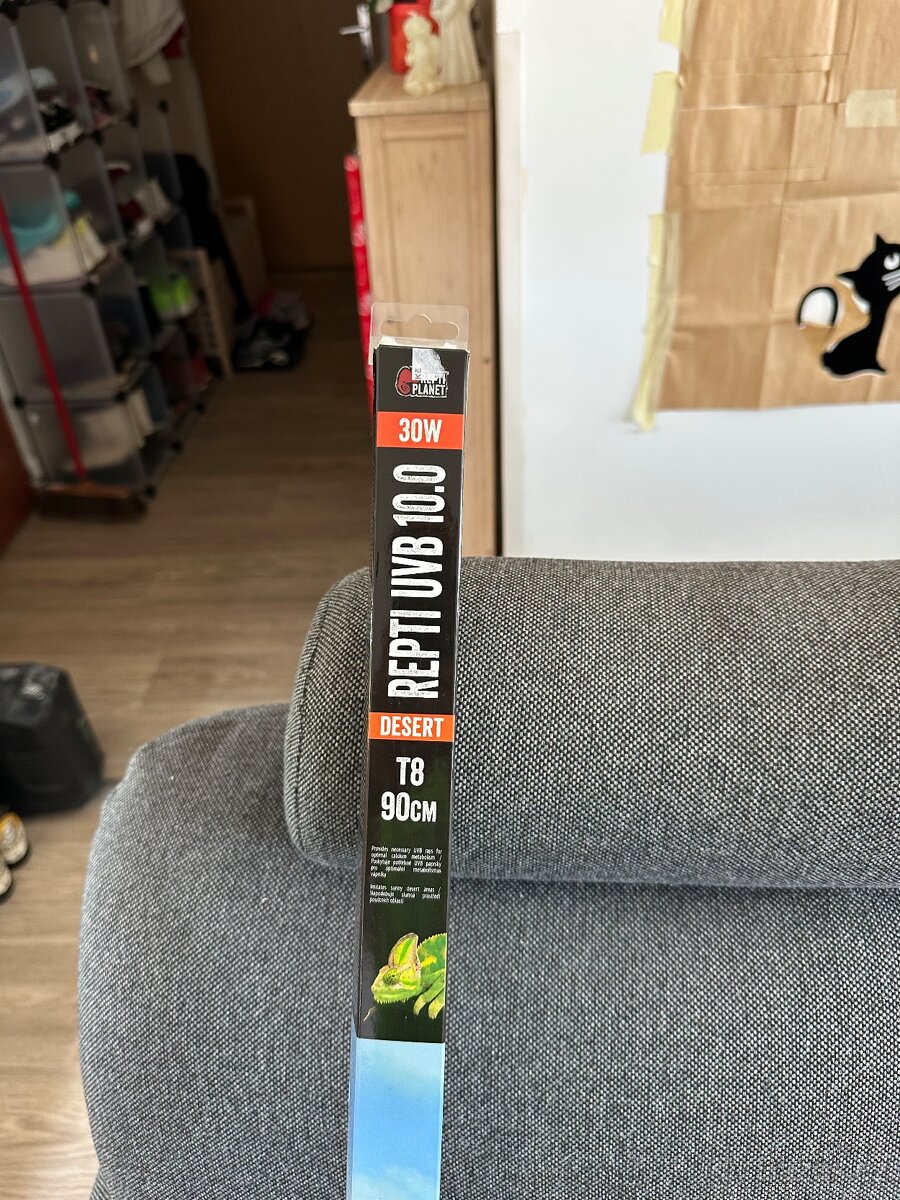 REPTI
PLANET
30W
REPTI UVB 10.0
DESERT
T8
90CM
Provides necessary UVB rays for
optimal calcium metabolism /
Poskytuje potřebné UVB paprsky
pro optimální metabolismus
vápníku
Imitates sunny desert areas /
Napodobuje slunná prostředí
pouštních oblastí